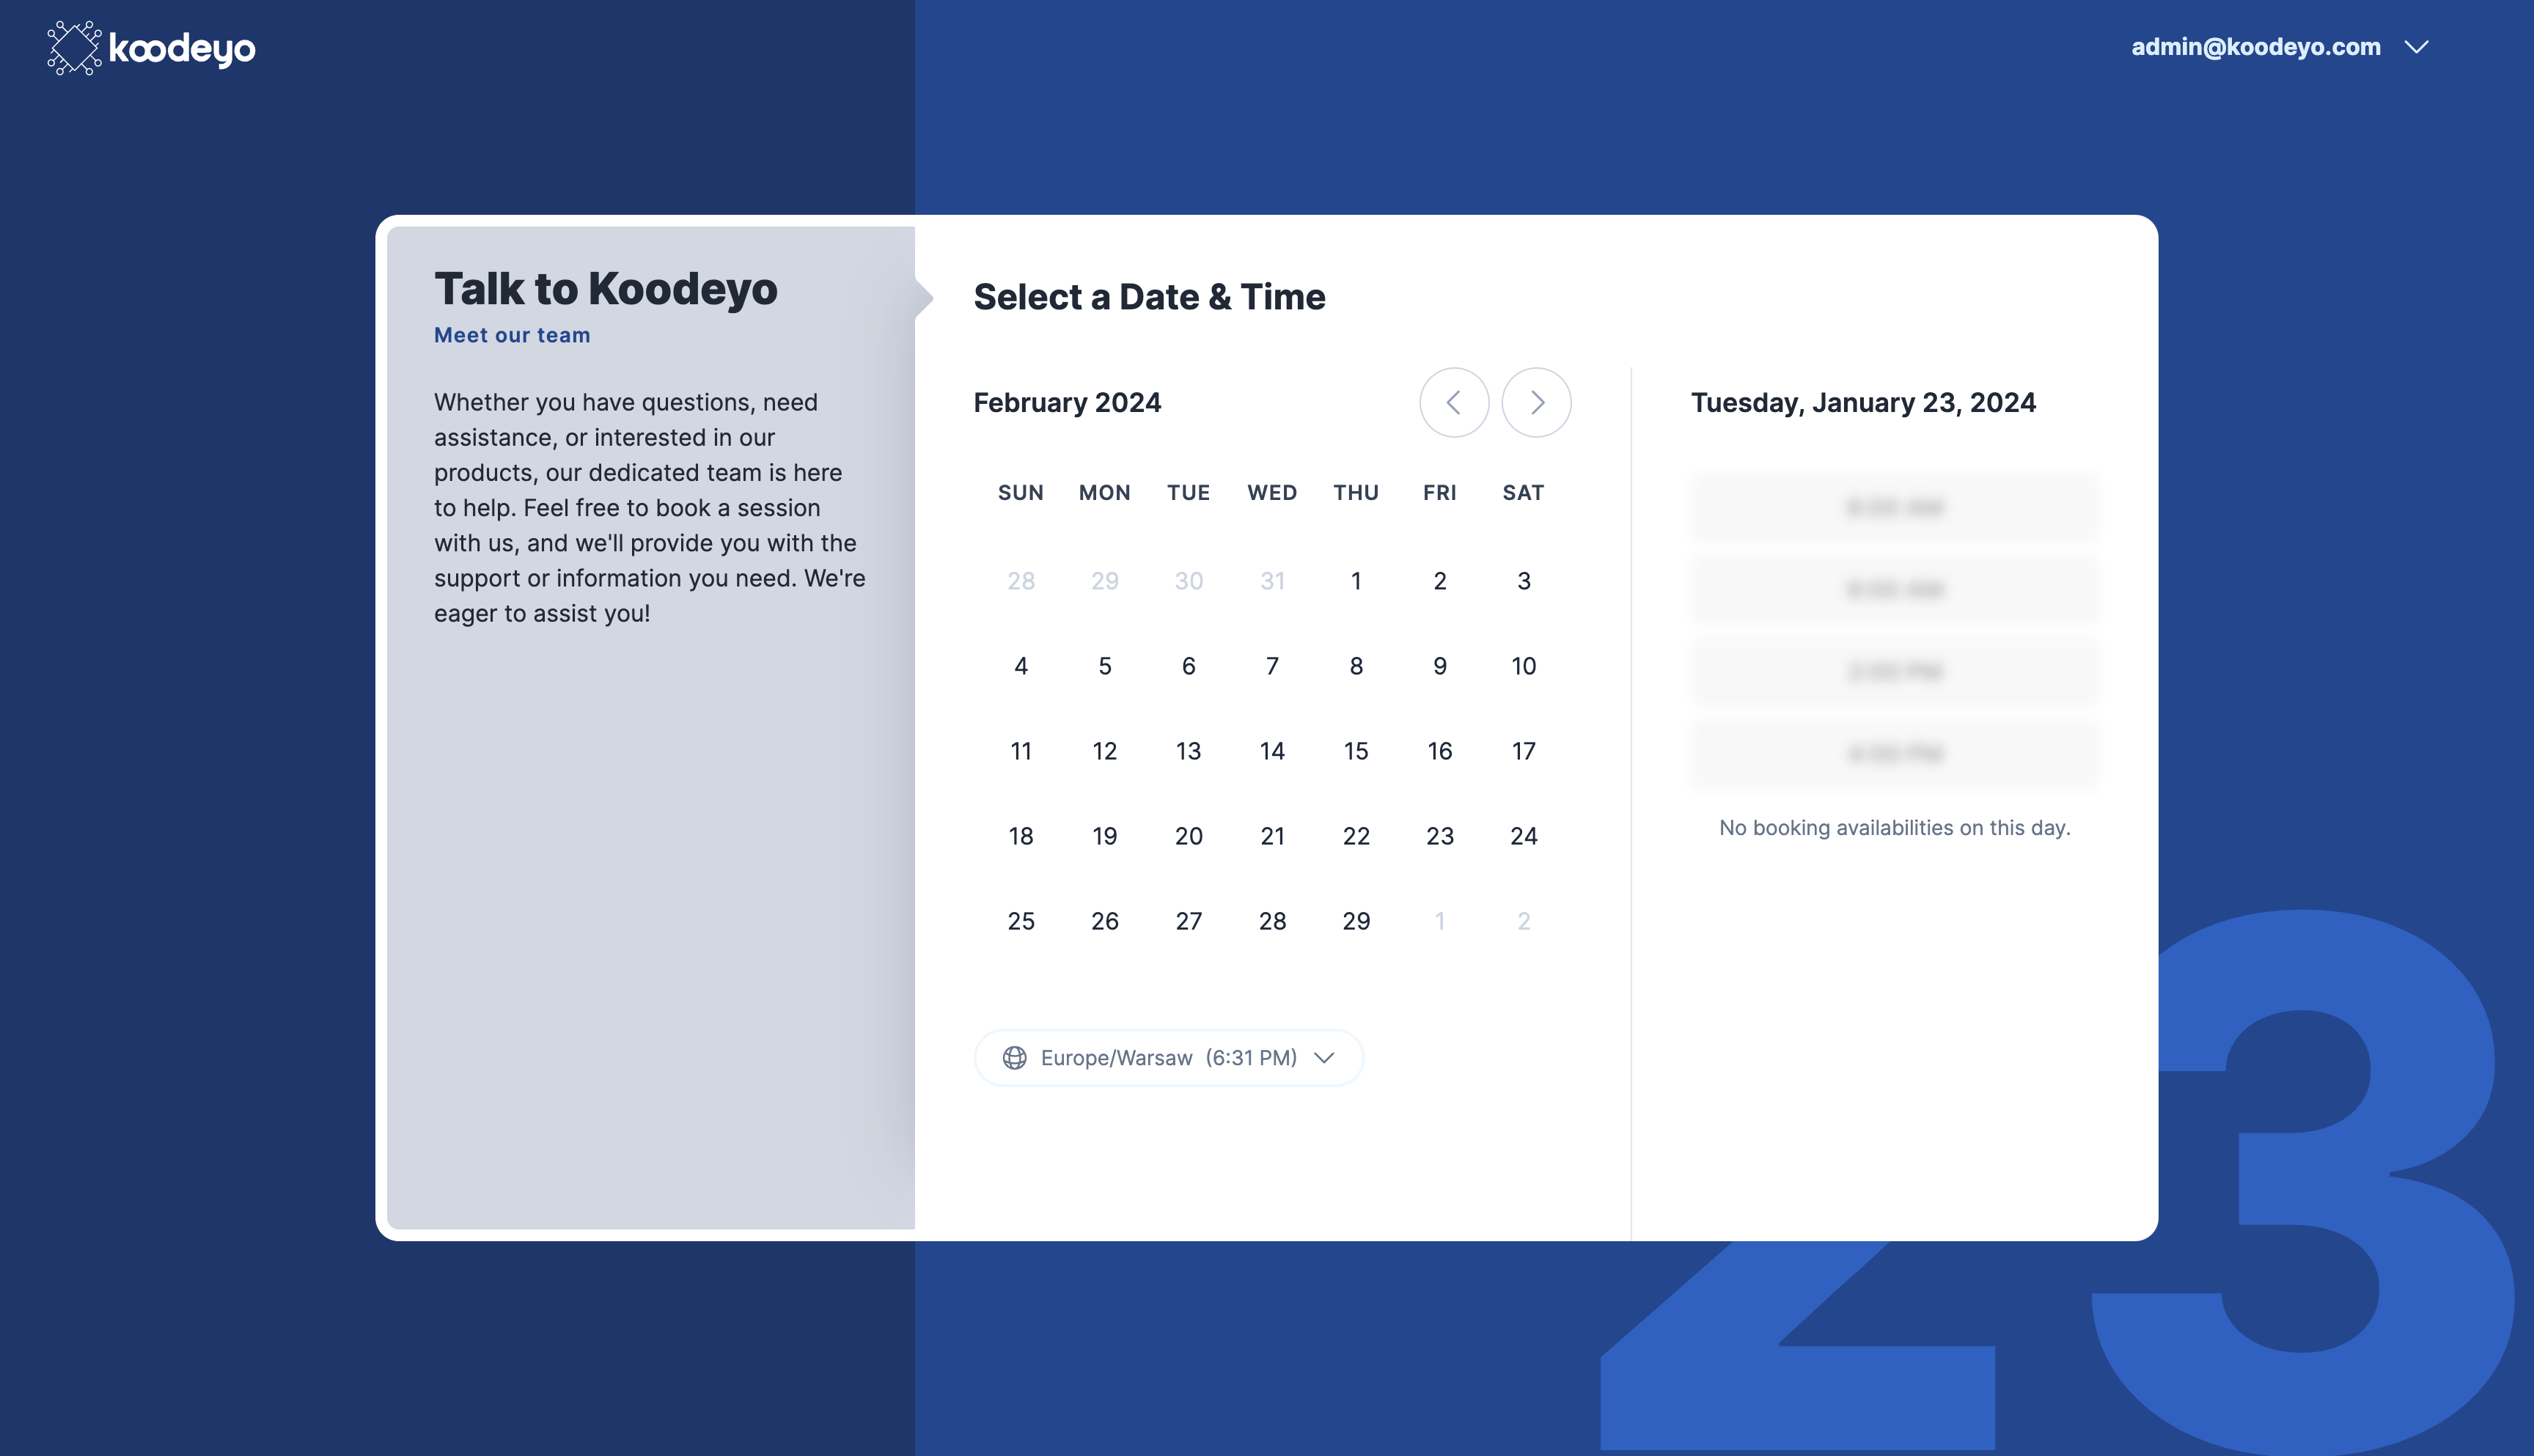 koodeyo
admin@koodeyo.com
Talk to Koodeyo
Meet our team
Whether you have questions, need
assistance, or interested in our
products, our dedicated team is here
to help. Feel free to book a session
with us, and we'll provide you with the
support or information you need. We're
eager to assist you!
Select a Date & Time
February 2024
SUN MON TUE WED THU FRI SAT
28 29 30 31 1 2 3
4 5 6 7 8 9 10
11 12 13 14 15 16 17
18 19 20 21 22 23 24
25 26 27 28 29 1 2
Europe/Warsaw (6:31 PM)
Tuesday, January 23, 2024
No booking availabilities on this day.
23